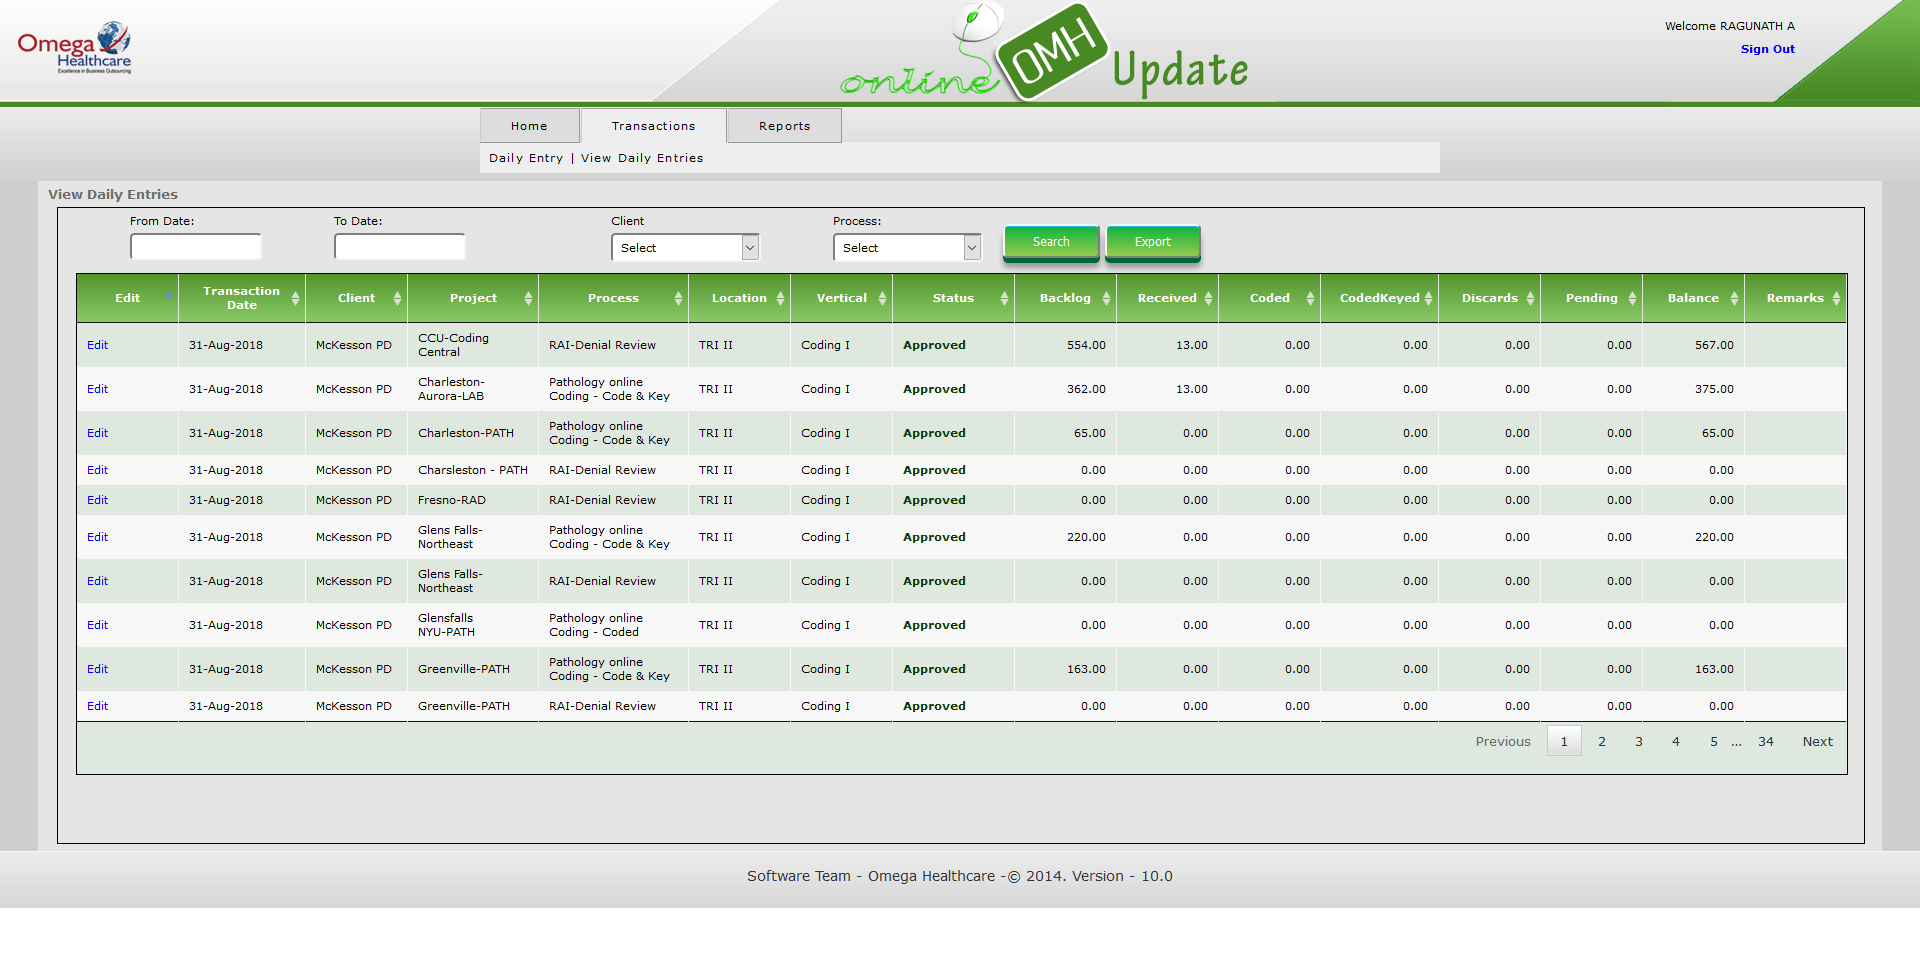 Omega
Healthcare
Excellence in Business Outsourcing
online OMH Update
Welcome RAGUNATH A
Sign Out
Home Transactions Reports
Daily Entry | View Daily Entries
View Daily Entries
From Date: To Date: Client Process:
Select Select Search Export
Edit Transaction Date Client Project Process Location Vertical Status Backlog Received Coded CodedKeyed Discards Pending Balance Remarks
Edit 31-Aug-2018 McKesson PD CCU-Coding Central RAI-Denial Review TRI II Coding I Approved 554.00 13.00 0.00 0.00 0.00 0.00 567.00
Edit 31-Aug-2018 McKesson PD Charleston-Aurora-LAB Pathology online Coding - Code & Key TRI II Coding I Approved 362.00 13.00 0.00 0.00 0.00 0.00 375.00
Edit 31-Aug-2018 McKesson PD Charleston-PATH Pathology online Coding - Code & Key TRI II Coding I Approved 65.00 0.00 0.00 0.00 0.00 0.00 65.00
Edit 31-Aug-2018 McKesson PD Charsleston - PATH RAI-Denial Review TRI II Coding I Approved 0.00 0.00 0.00 0.00 0.00 0.00 0.00
Edit 31-Aug-2018 McKesson PD Fresno-RAD RAI-Denial Review TRI II Coding I Approved 0.00 0.00 0.00 0.00 0.00 0.00 0.00
Edit 31-Aug-2018 McKesson PD Glens Falls-Northeast Pathology online Coding - Code & Key TRI II Coding I Approved 220.00 0.00 0.00 0.00 0.00 0.00 220.00
Edit 31-Aug-2018 McKesson PD Glens Falls-Northeast RAI-Denial Review TRI II Coding I Approved 0.00 0.00 0.00 0.00 0.00 0.00 0.00
Edit 31-Aug-2018 McKesson PD Glensfalls NYU-PATH Pathology online Coding - Coded TRI II Coding I Approved 0.00 0.00 0.00 0.00 0.00 0.00 0.00
Edit 31-Aug-2018 McKesson PD Greenville-PATH Pathology online Coding - Code & Key TRI II Coding I Approved 163.00 0.00 0.00 0.00 0.00 0.00 163.00
Edit 31-Aug-2018 McKesson PD Greenville-PATH RAI-Denial Review TRI II Coding I Approved 0.00 0.00 0.00 0.00 0.00 0.00 0.00
Previous 1 2 3 4 5 ... 34 Next
Software Team - Omega Healthcare -© 2014. Version - 10.0